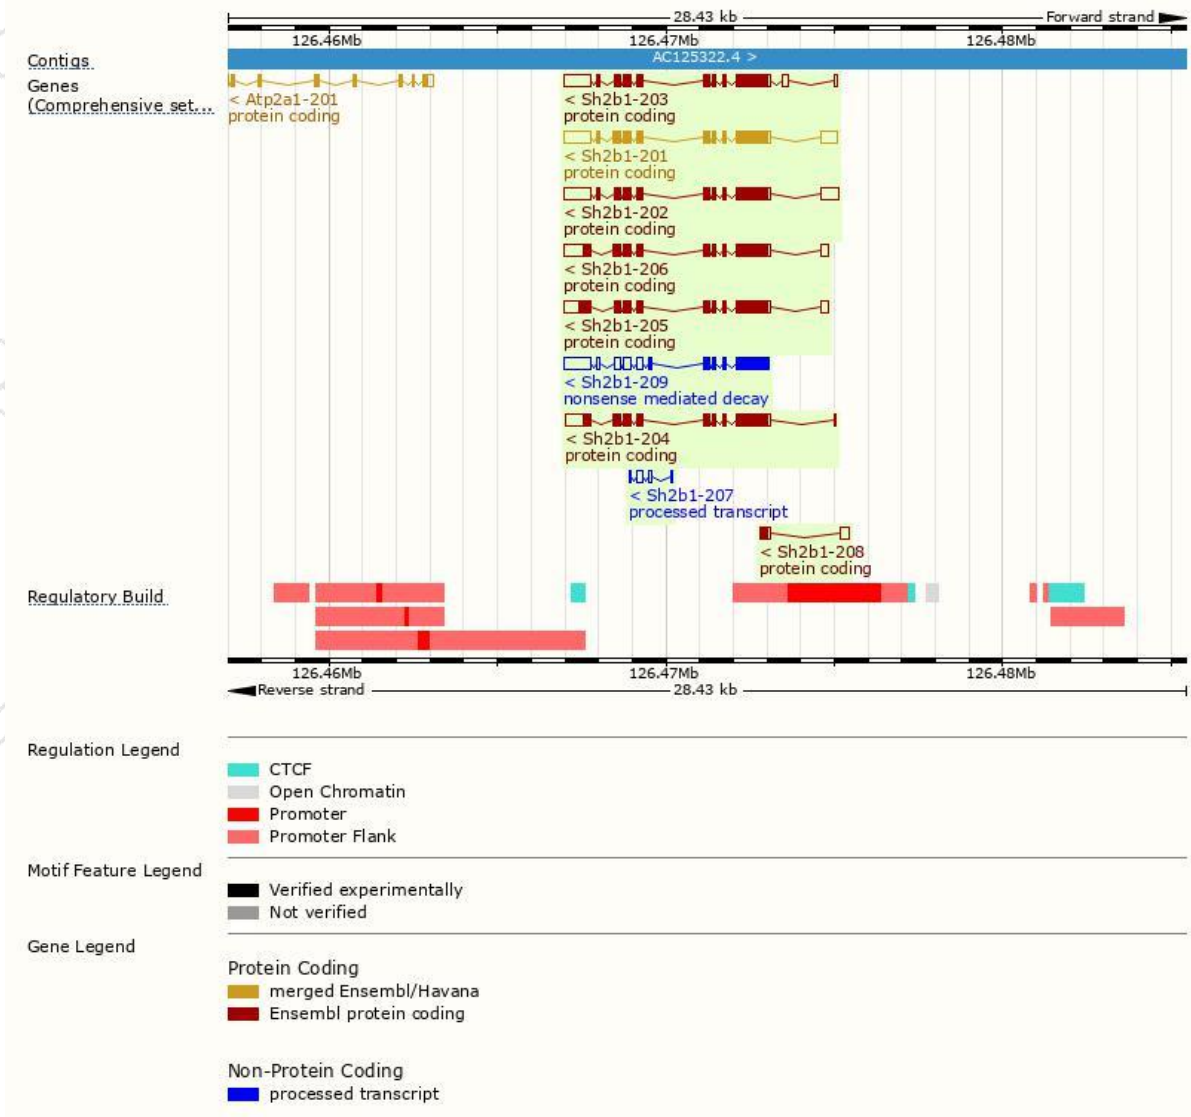 28.43 kb Forward strand
126.46Mb 126.47Mb 126.48Mb
Contigs AC125322.4 >
Genes
(Comprehensive set...
< Atp2a1-201
protein coding
< Sh2b1-203
protein coding
< Sh2b1-201
protein coding
< Sh2b1-202
protein coding
< Sh2b1-206
protein coding
< Sh2b1-205
protein coding
< Sh2b1-209
nonsense mediated decay
< Sh2b1-204
protein coding
< Sh2b1-207
processed transcript
< Sh2b1-208
protein coding
Regulatory Build
126.46Mb 126.47Mb 126.48Mb
Reverse strand 28.43 kb
Regulation Legend
CTCF
Open Chromatin
Promoter
Promoter Flank
Motif Feature Legend
Verified experimentally
Not verified
Gene Legend
Protein Coding
merged Ensembl/Havana
Ensembl protein coding
Non-Protein Coding
processed transcript